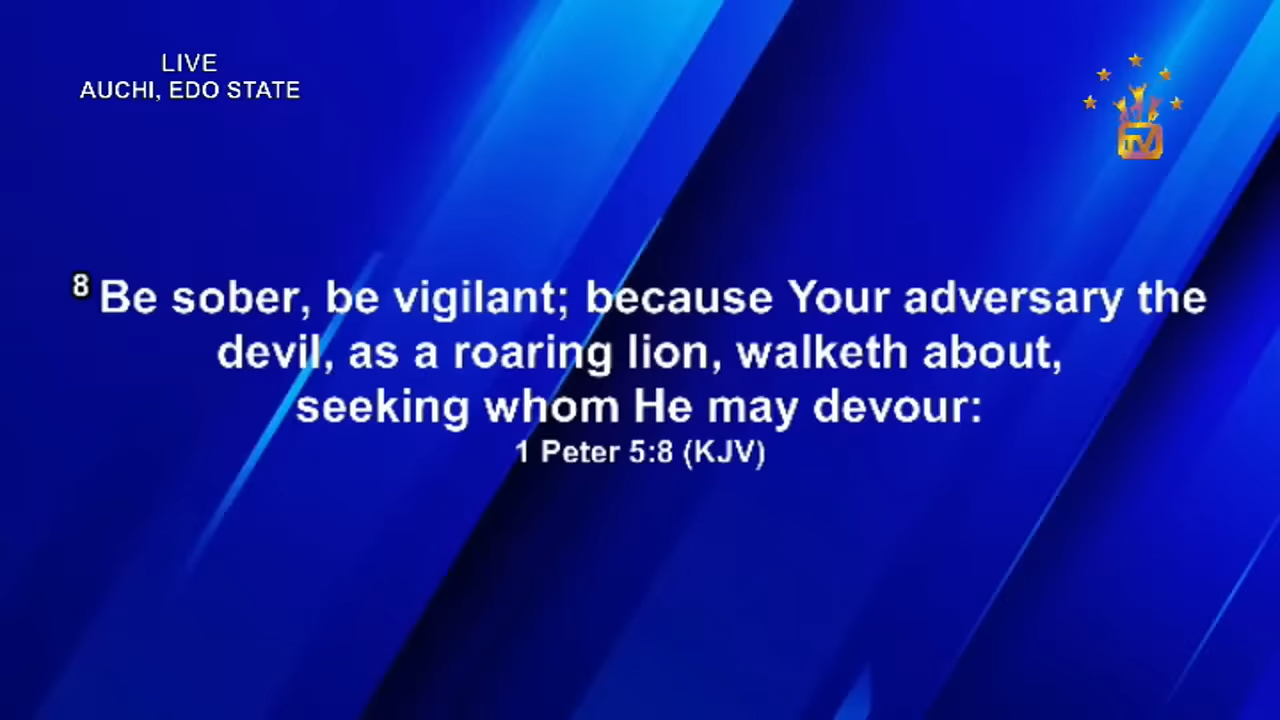 LIVE
AUCHI, EDO STATE
TV
8 Be sober, be vigilant; because Your adversary the
devil, as a roaring lion, walketh about,
seeking whom He may devour:
1 Peter 5:8 (KJV)